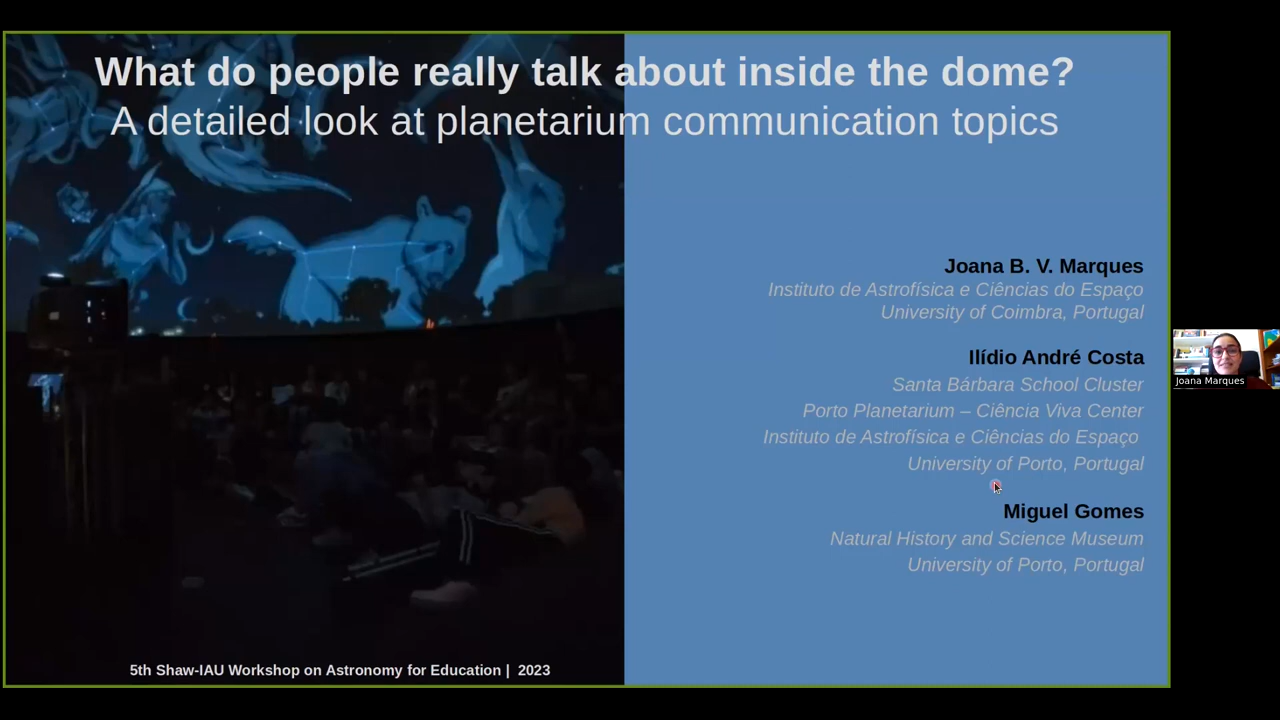 What do people really talk about inside the dome?
A detailed look at planetarium communication topics
Joana B. V. Marques
Instituto de Astrofísica e Ciências do Espaço
University of Coimbra, Portugal
Ilídio André Costa
Santa Bárbara School Cluster
Porto Planetarium – Ciência Viva Center
Instituto de Astrofísica e Ciências do Espaço
University of Porto, Portugal
Miguel Gomes
Natural History and Science Museum
University of Porto, Portugal
5th Shaw-IAU Workshop on Astronomy for Education | 2023
Joana Marques